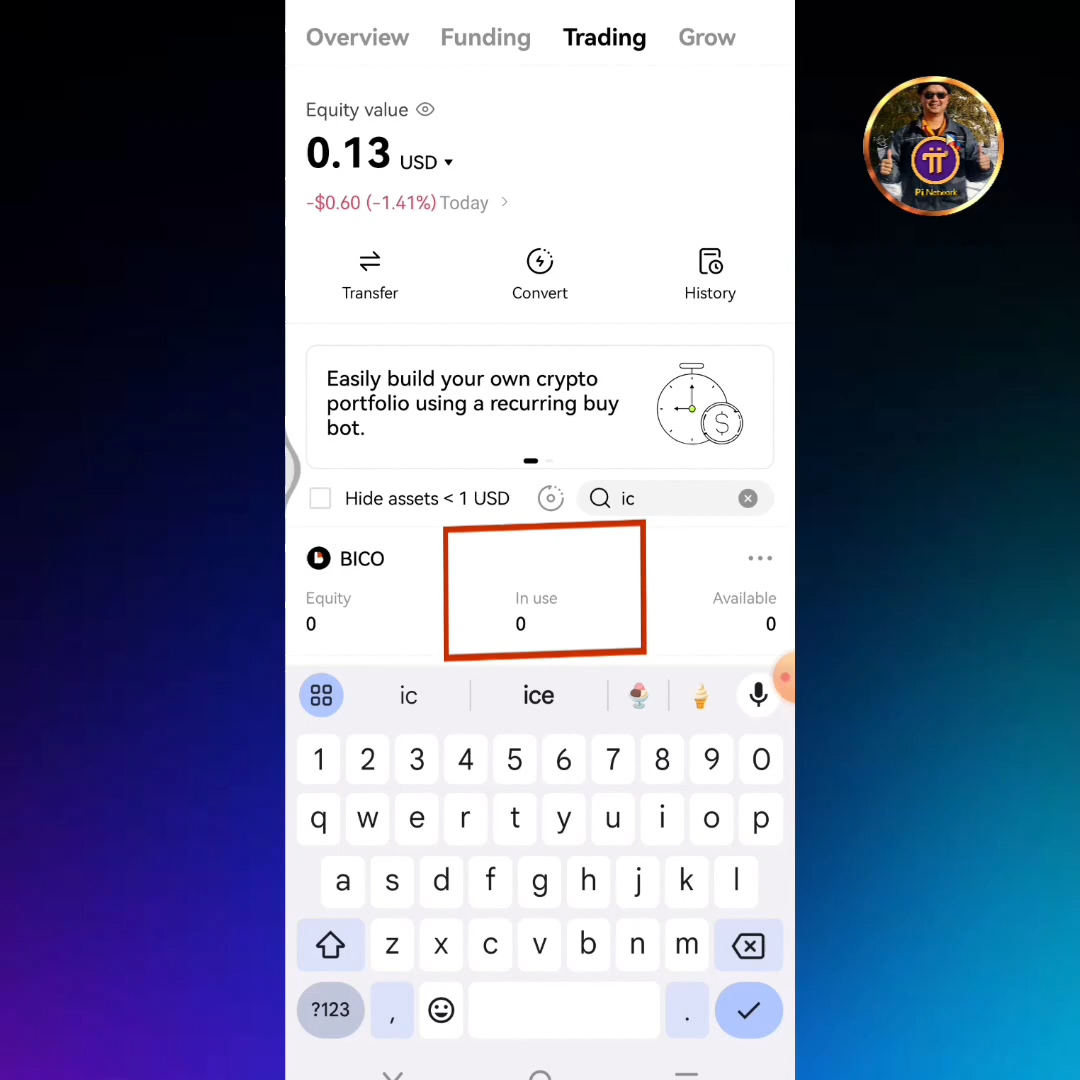 Overview Funding Trading Grow
Equity value
0.13 USD
-$0.60 (-1.41%) Today
Transfer Convert History
Easily build your own crypto
portfolio using a recurring buy
bot.
Hide assets < 1 USD ic
BICO
Equity In use Available
0 0 0
ic ice
1 2 3 4 5 6 7 8 9 0
q w e r t y u i o p
a s d f g h j k l
z x c v b n m
?123 , .
Pi Network